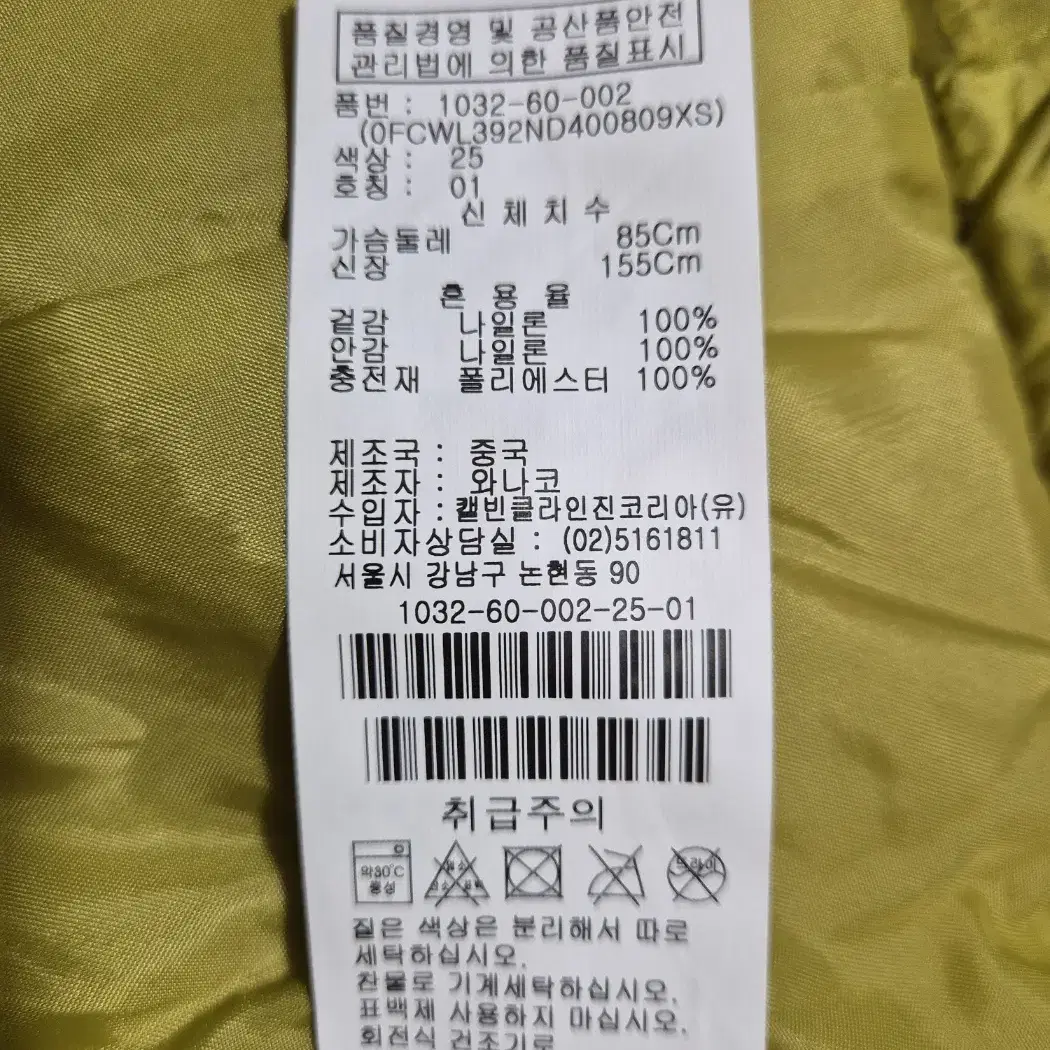 품질경영 및 공산품안전
관리법에 의한 품질표시
품번 : 1032-60-002
(0FCWL392ND400809XS)
색상 : 25
호칭 : 01
신 체 치 수
가슴둘레 85Cm
신장 155Cm
혼 용 율
겉감 나일론 100%
안감 나일론 100%
충전재 폴리에스터 100%
제조국 : 중국
제조자 : 와나코
수입자 : 캘빈클라인진코리아(유)
소비자상담실 : (02)5161811
서울시 강남구 논현동 90
1032-60-002-25-01
취급주의
약30°C
중성
드라이
짙은 색상은 분리해서 따로
세탁하십시오.
찬물로 기계세탁하십시오.
표백제 사용하지 마십시오.
회전식 건조기로